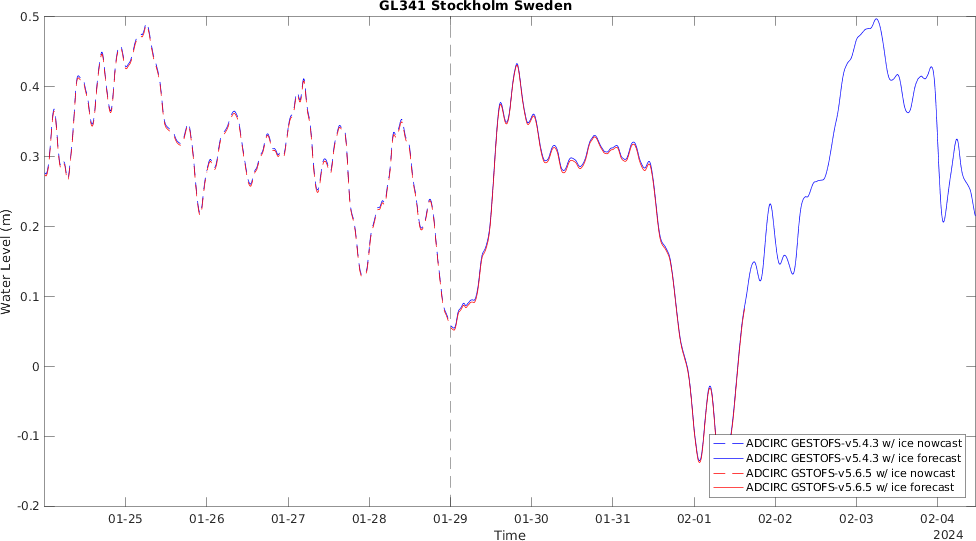 GL341 Stockholm Sweden
Water Level (m)
0.5
0.4
0.3
0.2
0.1
0
-0.1
-0.2
ADCIRC GESTOFS-v5.4.3 w/ ice nowcast
ADCIRC GESTOFS-v5.4.3 w/ ice forecast
ADCIRC GSTOFS-v5.6.5 w/ ice nowcast
ADCIRC GSTOFS-v5.6.5 w/ ice forecast
01-25 01-26 01-27 01-28 01-29 01-30 01-31 02-01 02-02 02-03 02-04
Time
2024